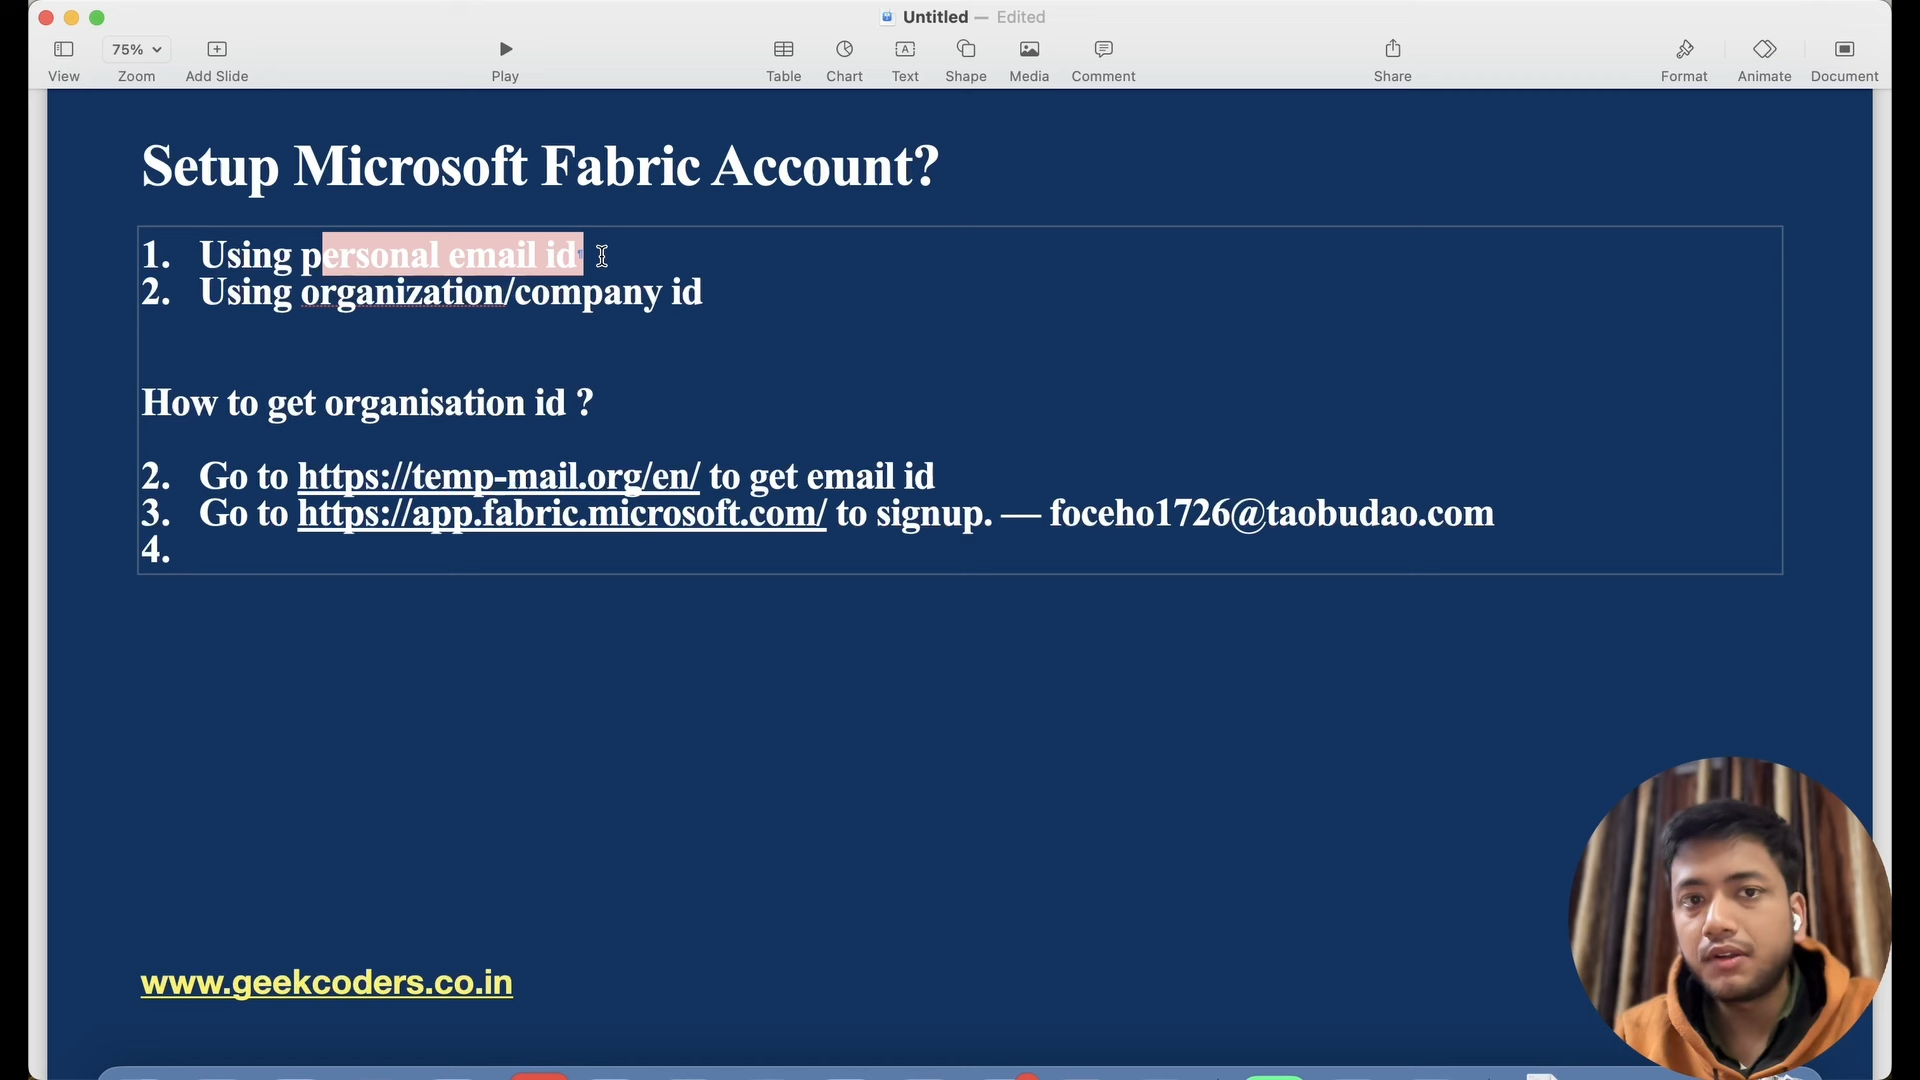 Untitled — Edited
75%
View Zoom Add Slide Play Table Chart Text Shape Media Comment Share Format Animate Document
Setup Microsoft Fabric Account?
1. Using personal email id
2. Using organization/company id
How to get organisation id ?
2. Go to https://temp-mail.org/en/ to get email id
3. Go to https://app.fabric.microsoft.com/ to signup. — foceho1726@taobudao.com
4.
www.geekcoders.co.in